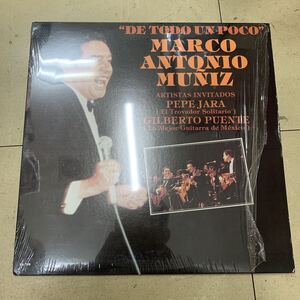 "DE TODO UN POCO"
MARCO
ANTONIO
MUÑIZ
ARTISTAS INVITADOS
PEPE JARA
( El Trovador Solitario )
GILBERTO PUENTE
( La Mejor Guitarra de México )